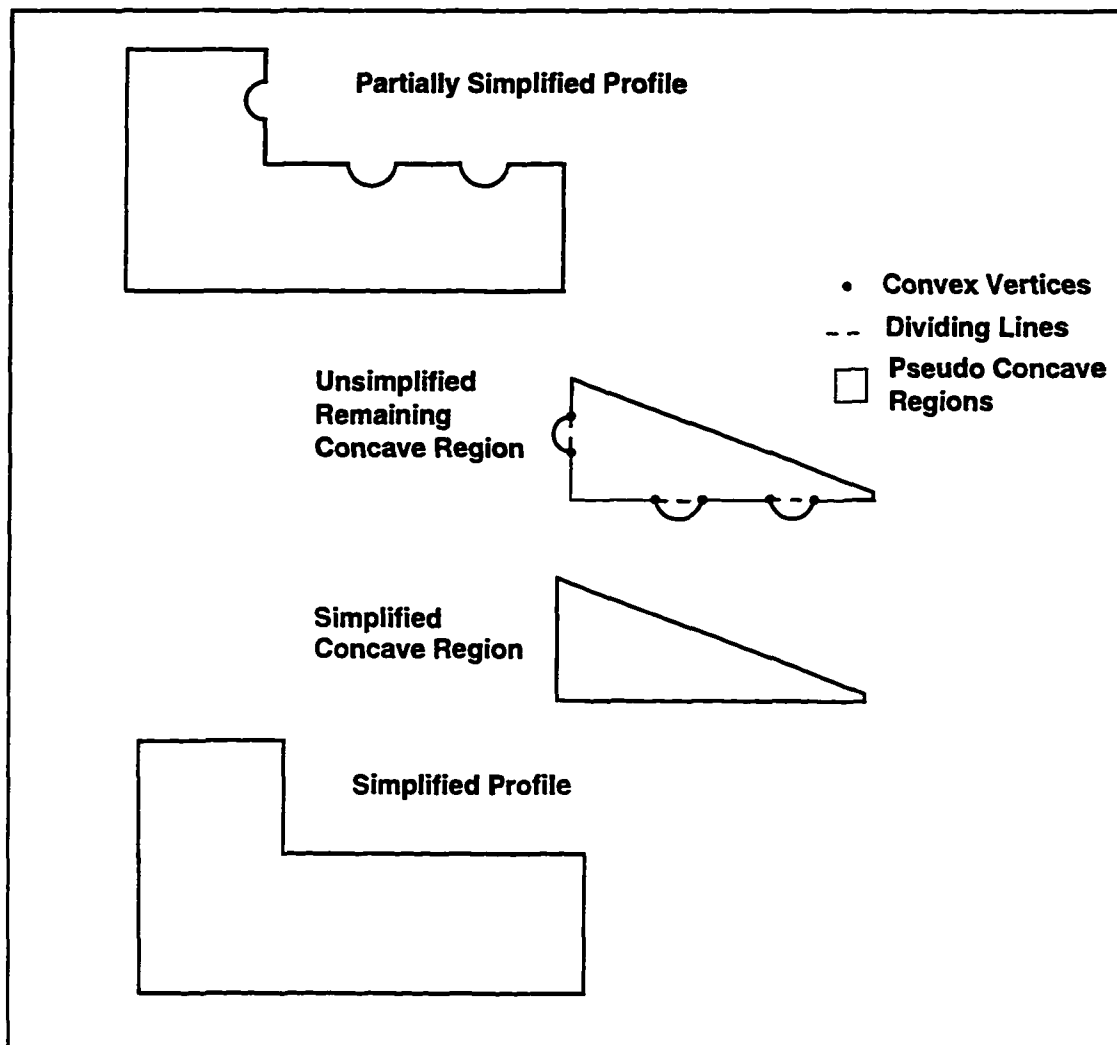 Partially Simplified Profile
Convex Vertices
Dividing Lines
Pseudo Concave
Regions
Unsimplified
Remaining
Concave Region
Simplified
Concave Region
Simplified Profile